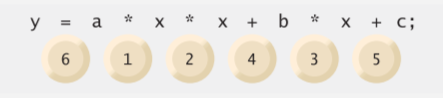 y = a * x * x + b * x + c;
6 1 2 4 3 5